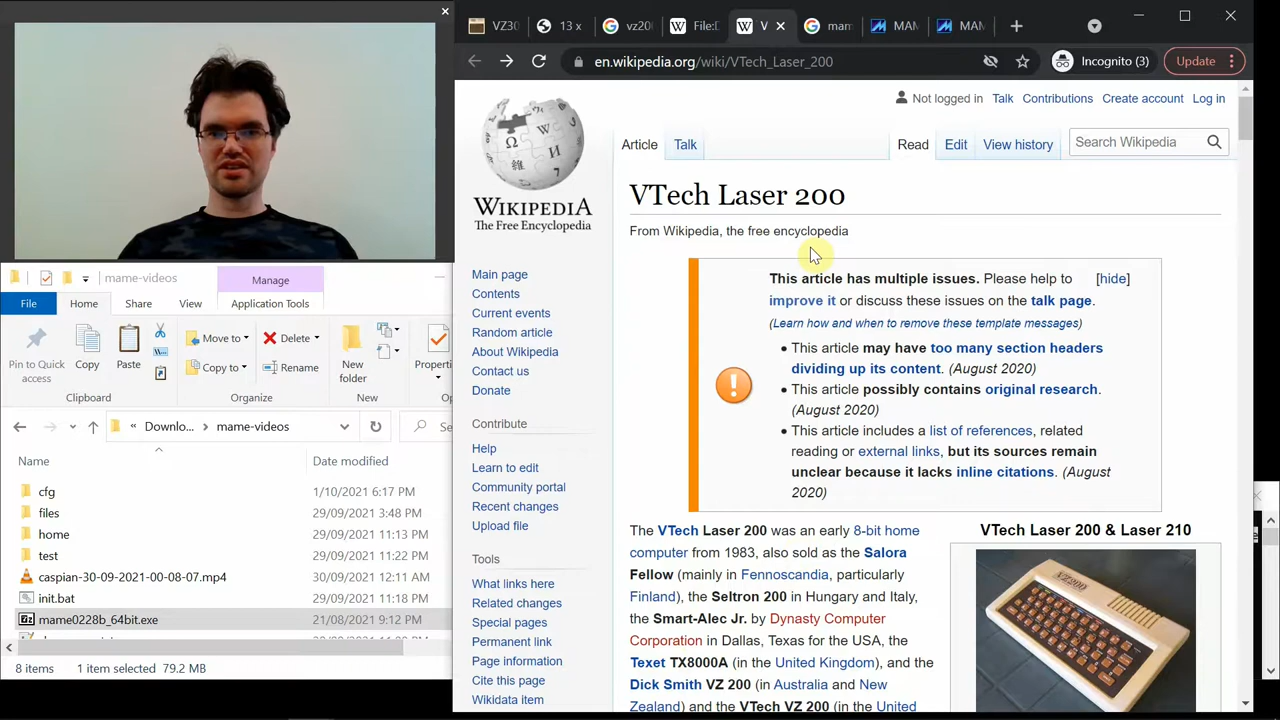 ×
VZ30
13 x
vz20
File:D
V ×
mam
MAM
MAM
+
en.wikipedia.org/wiki/VTech_Laser_200
Incognito (3)
Update
Not logged in Talk Contributions Create account Log in
Article Talk
Read Edit View history
Search Wikipedia
WIKIPEDIA
The Free Encyclopedia
Main page
Contents
Current events
Random article
About Wikipedia
Contact us
Donate
Contribute
Help
Learn to edit
Community portal
Recent changes
Upload file
Tools
What links here
Related changes
Special pages
Permanent link
Page information
Cite this page
Wikidata item
VTech Laser 200
From Wikipedia, the free encyclopedia
This article has multiple issues. Please help to [hide]
improve it or discuss these issues on the talk page.
(Learn how and when to remove these template messages)
• This article may have too many section headers
dividing up its content. (August 2020)
• This article possibly contains original research.
(August 2020)
• This article includes a list of references, related
reading or external links, but its sources remain
unclear because it lacks inline citations. (August
2020)
The VTech Laser 200 was an early 8-bit home
computer from 1983, also sold as the Salora
Fellow (mainly in Fennoscandia, particularly
Finland), the Seltron 200 in Hungary and Italy,
the Smart-Alec Jr. by Dynasty Computer
Corporation in Dallas, Texas for the USA, the
Texet TX8000A (in the United Kingdom), and the
Dick Smith VZ 200 (in Australia and New
Zealand) and the VTech VZ 200 (in the United
VTech Laser 200 & Laser 210
mame-videos
Manage
File Home Share View Application Tools
Pin to Quick
access
Copy
Paste
Move to
Copy to
Delete
Rename
New
folder
Properti
Clipboard
Organize
New
O
« Downlo... › mame-videos
Se
Name Date modified
cfg 1/10/2021 6:17 PM
files 29/09/2021 3:48 PM
home 29/09/2021 11:13 PM
test 29/09/2021 11:22 PM
caspian-30-09-2021-00-08-07.mp4 30/09/2021 12:11 AM
init.bat 29/09/2021 11:18 PM
mame0228b_64bit.exe 21/08/2021 9:12 PM
8 items 1 item selected 79.2 MB